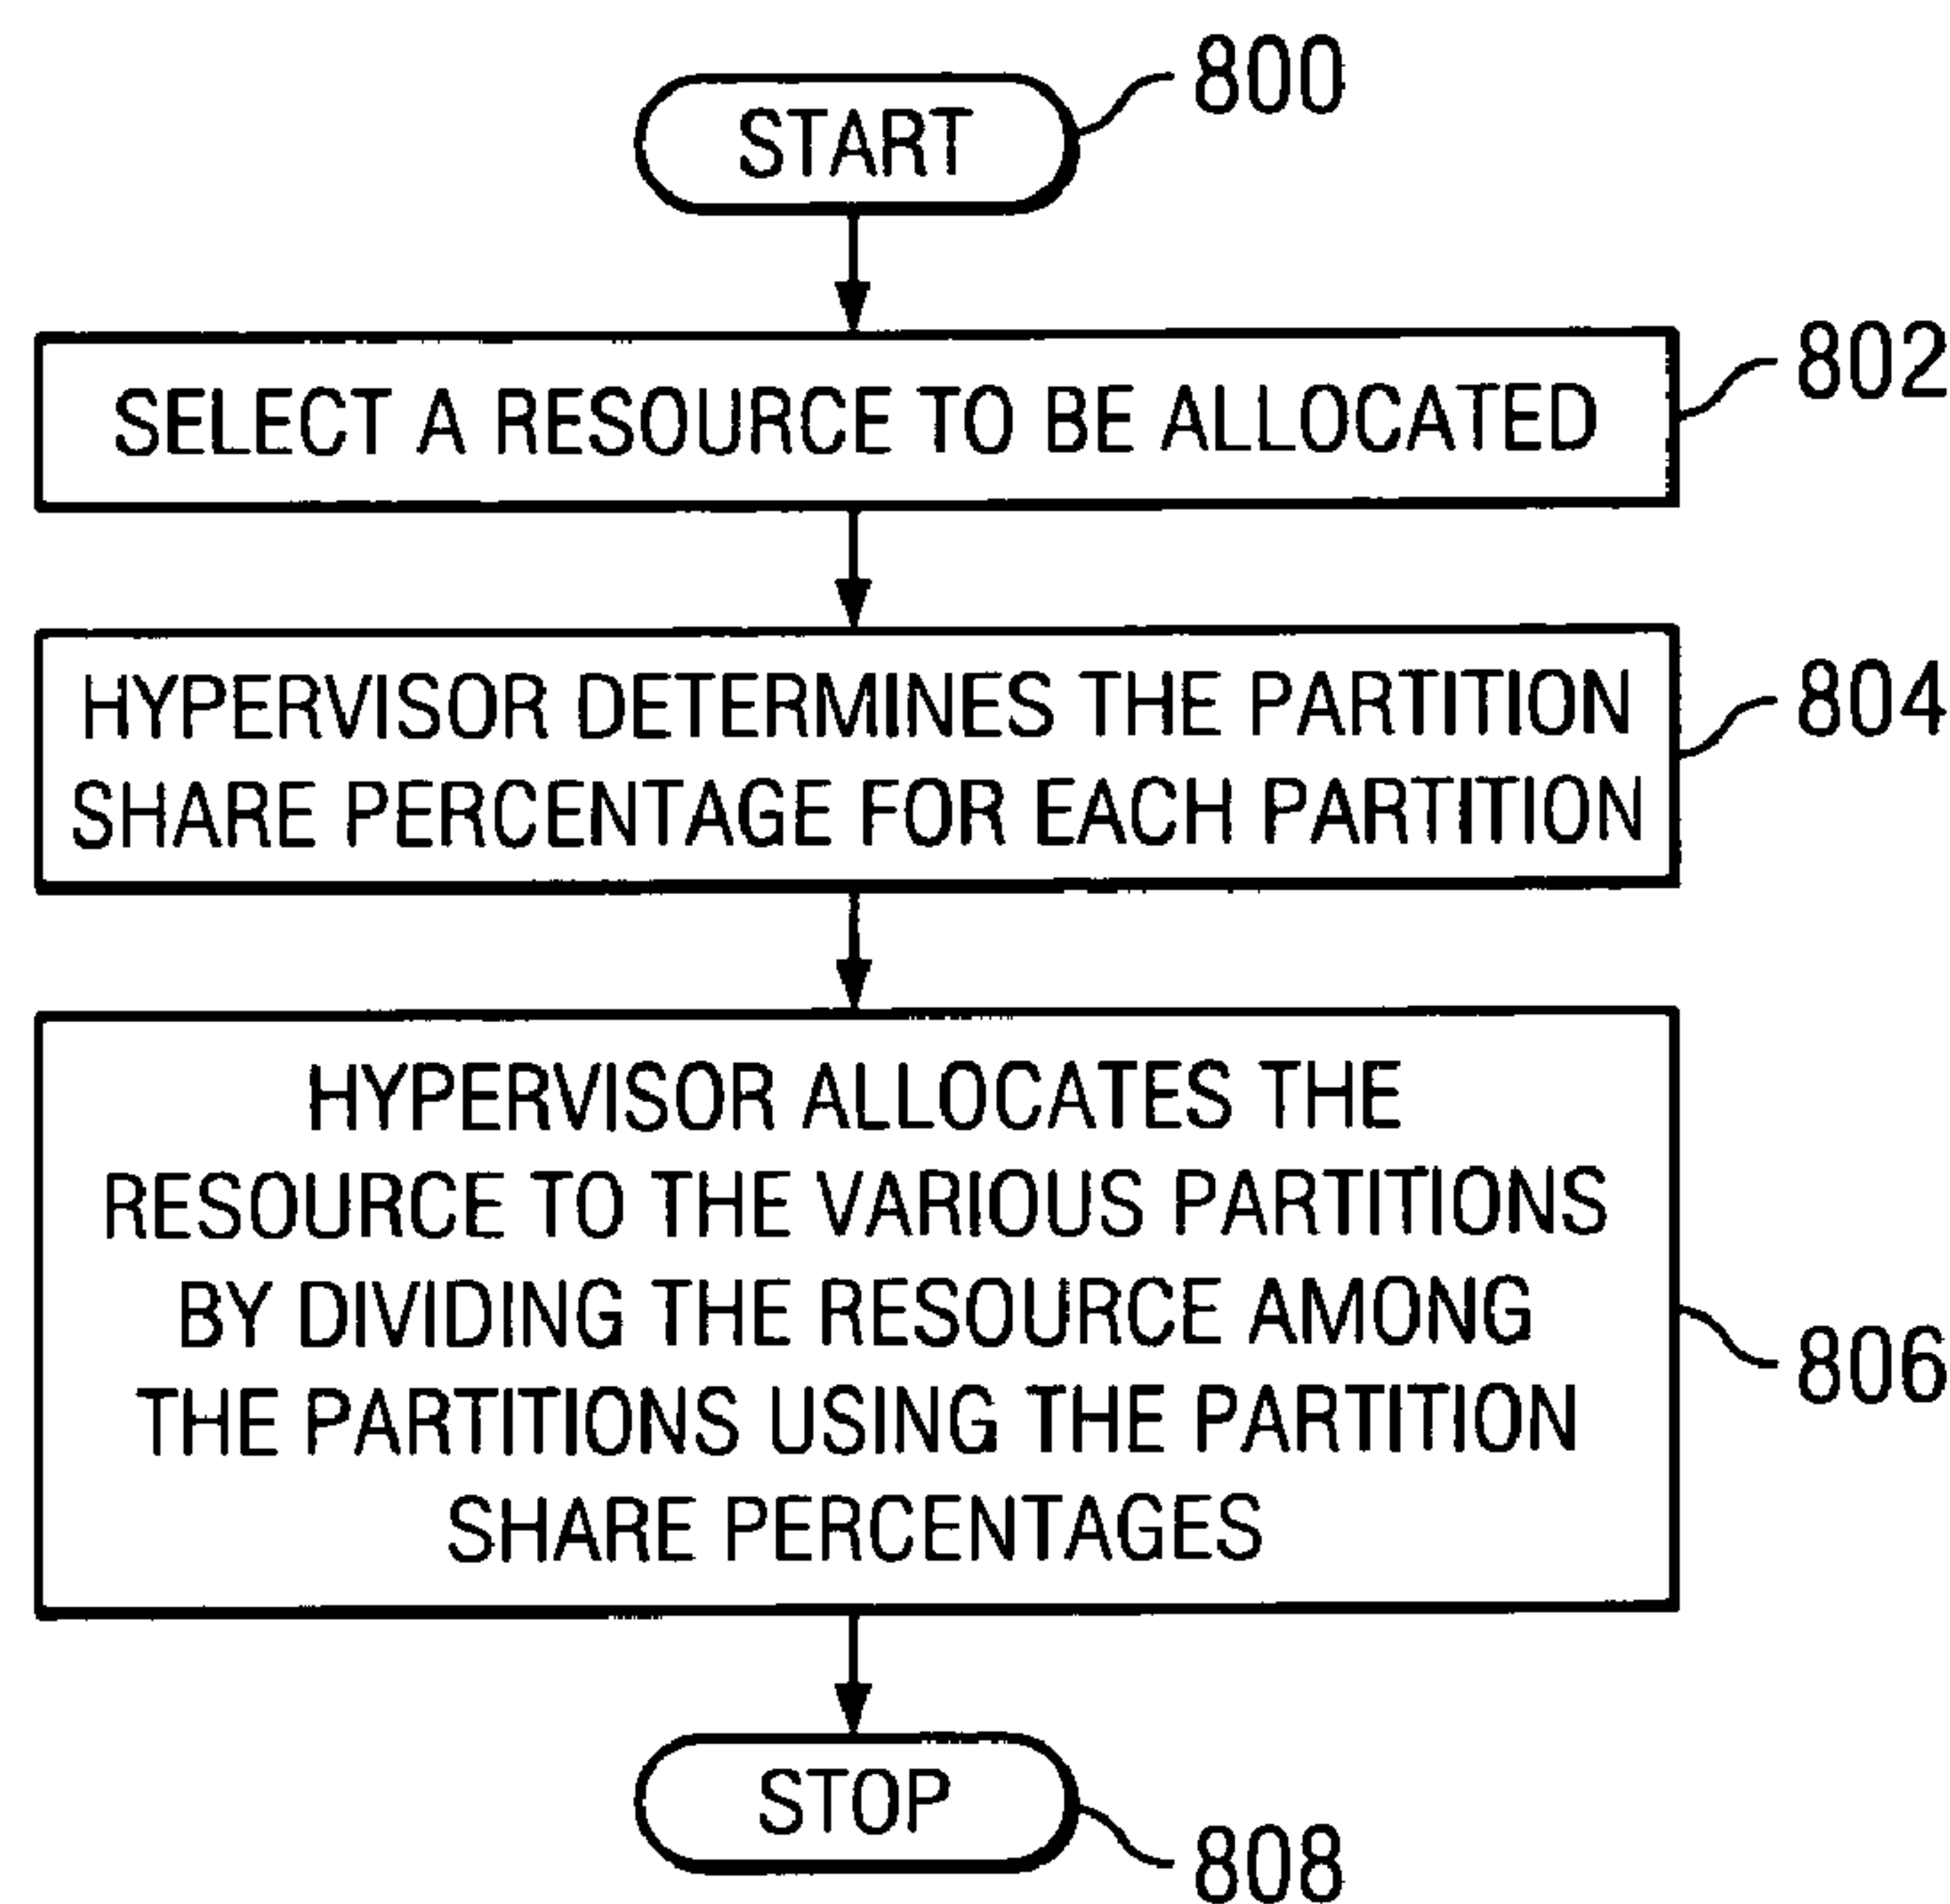 START
800
SELECT A RESOURCE TO BE ALLOCATED
802
HYPERVISOR DETERMINES THE PARTITION
SHARE PERCENTAGE FOR EACH PARTITION
804
HYPERVISOR ALLOCATES THE
RESOURCE TO THE VARIOUS PARTITIONS
BY DIVIDING THE RESOURCE AMONG
THE PARTITIONS USING THE PARTITION
SHARE PERCENTAGES
806
STOP
808